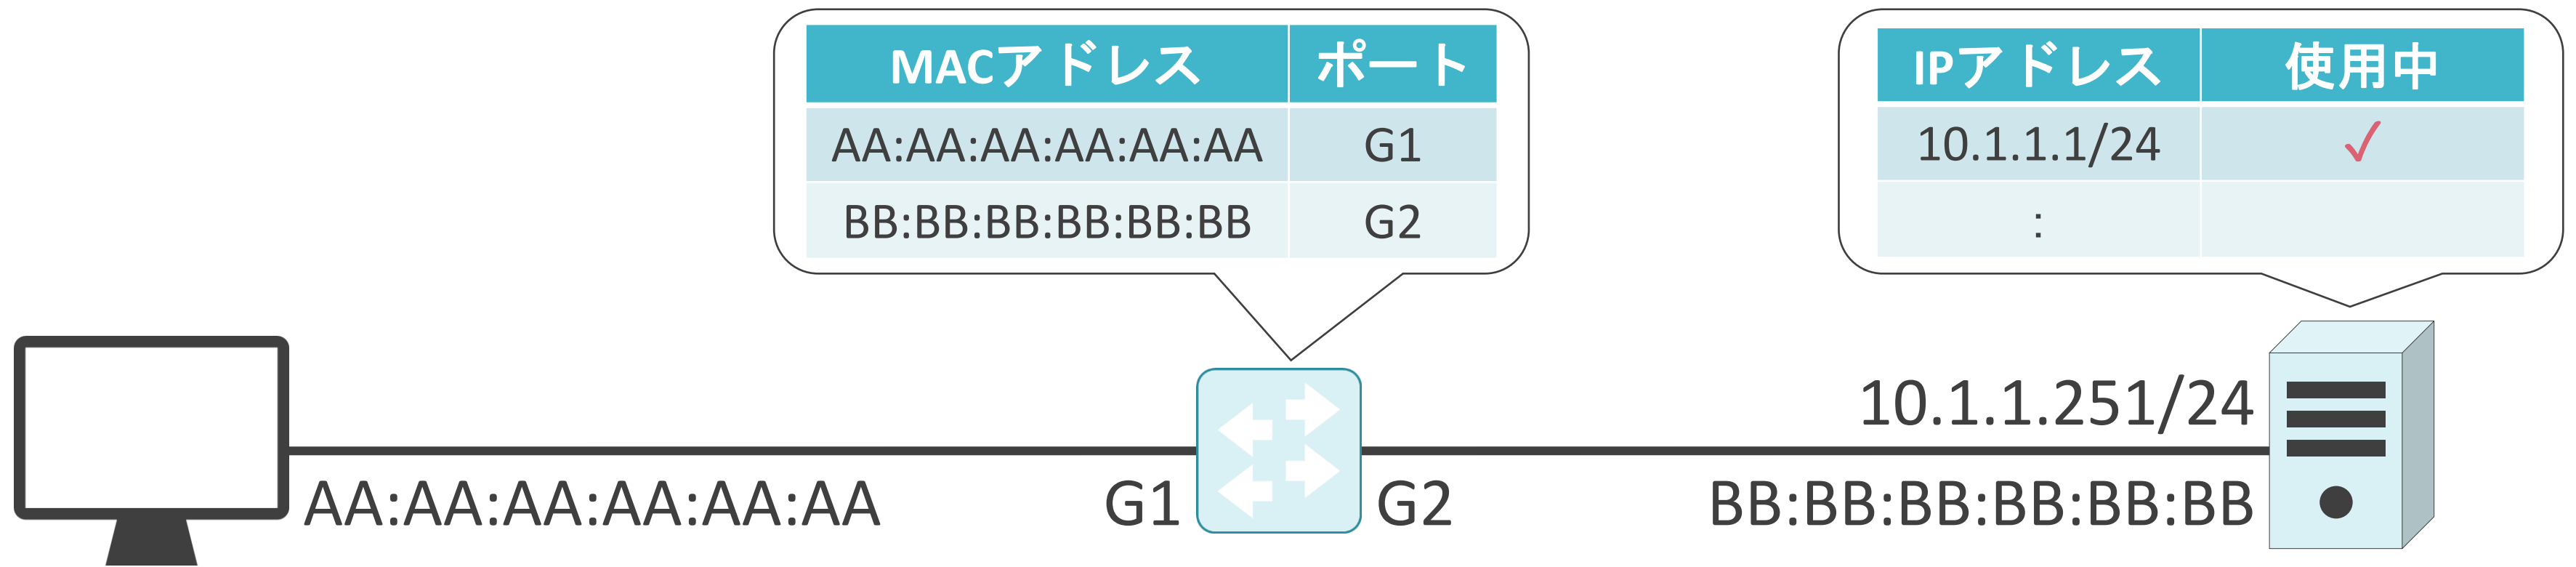 MACアドレス ポート
AA:AA:AA:AA:AA:AA G1
BB:BB:BB:BB:BB:BB G2
IPアドレス 使用中
10.1.1.1/24 ✓
:
10.1.1.251/24
AA:AA:AA:AA:AA:AA G1 G2 BB:BB:BB:BB:BB:BB